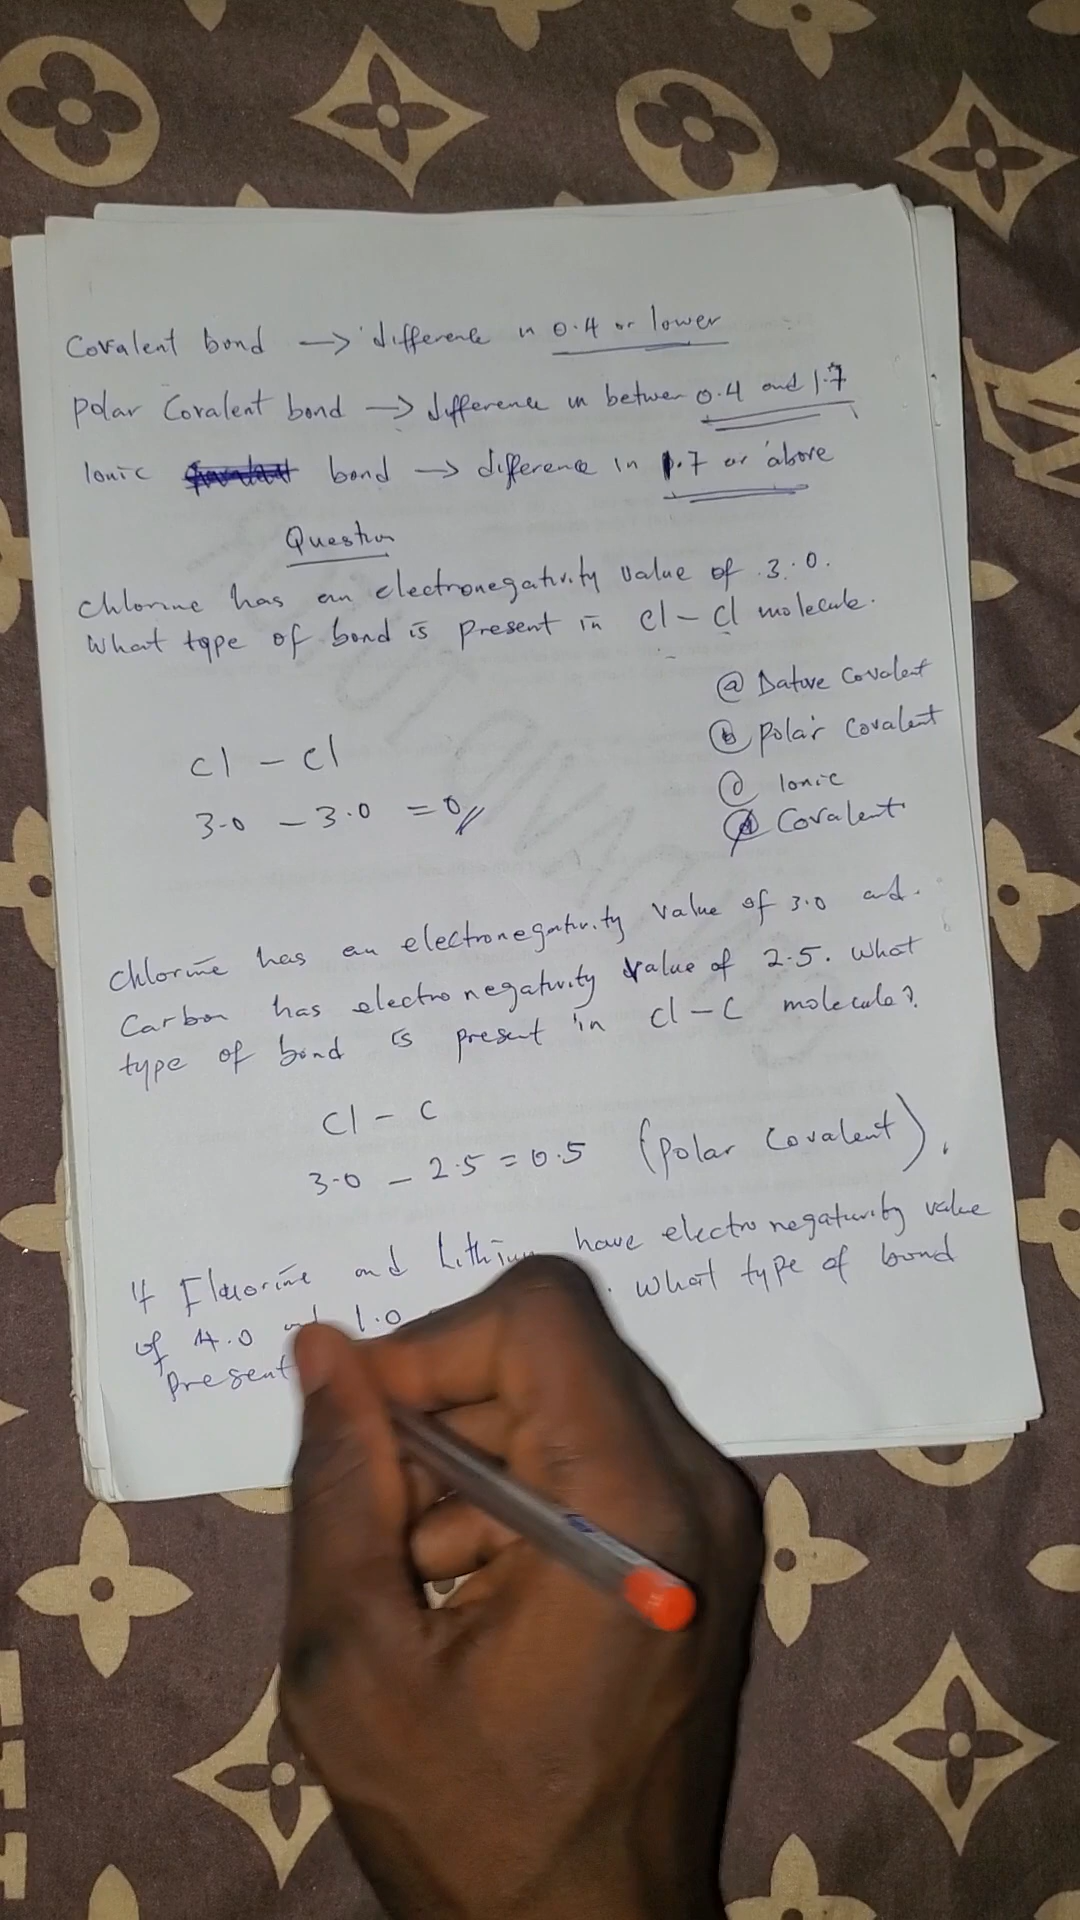 Covalent bond → difference in 0.4 or lower
Polar Covalent bond → difference in between 0.4 and 1.7
Ionic bond → difference in 1.7 or above
Question
Chlorine has an electronegativity value of 3.0.
What type of bond is present in Cl - Cl molecule.
(a) Dative Covalent
(b) Polar Covalent
(c) Ionic
(d) Covalent
Cl - Cl
3.0 - 3.0 = 0
Chlorine has an electronegativity value of 3.0 and
Carbon has electronegativity value of 2.5. What
type of bond is present in Cl - C molecule?
Cl - C
3.0 - 2.5 = 0.5 (Polar Covalent).
If Fluorine and Lithium have electronegativity value
of 4.0 and 1.0 . What type of bond
Present